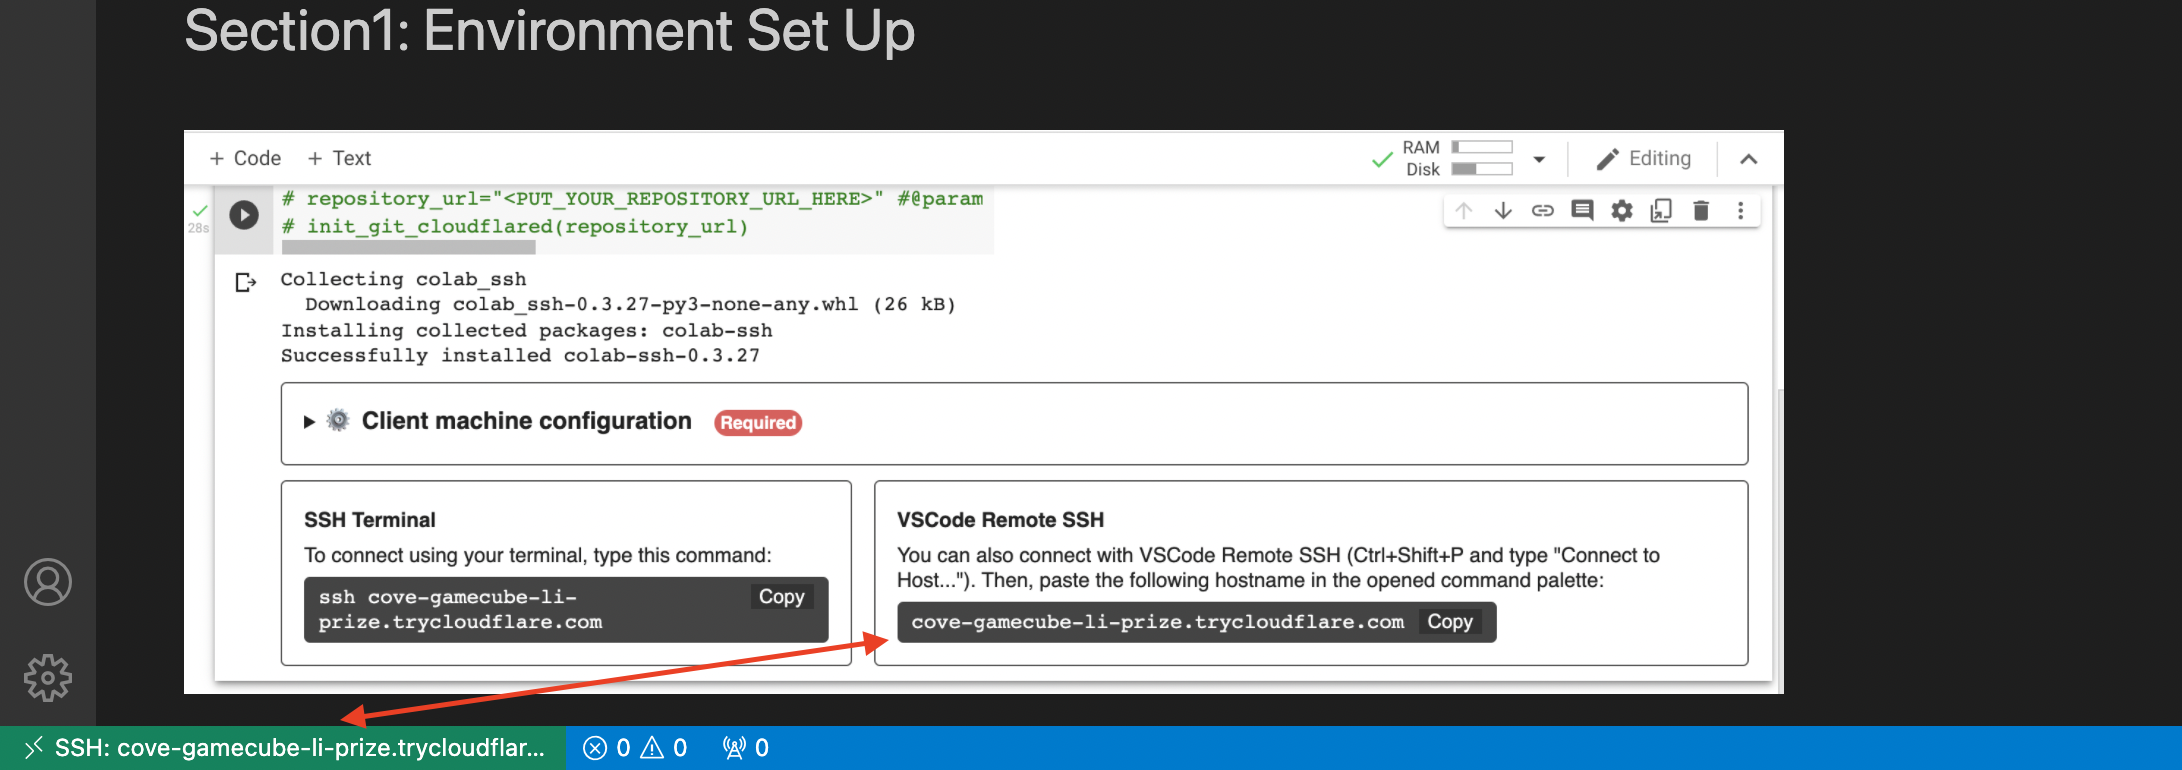 Section1: Environment Set Up
+ Code + Text
RAM
Disk
Editing
# repository_url="<PUT_YOUR_REPOSITORY_URL_HERE>" #@param
28s
# init_git_cloudflared(repository_url)
Collecting colab_ssh
Downloading colab_ssh-0.3.27-py3-none-any.whl (26 kB)
Installing collected packages: colab-ssh
Successfully installed colab-ssh-0.3.27
Client machine configuration Required
SSH Terminal
To connect using your terminal, type this command:
ssh cove-gamecube-li-
prize.trycloudflare.com
Copy
VSCode Remote SSH
You can also connect with VSCode Remote SSH (Ctrl+Shift+P and type "Connect to
Host..."). Then, paste the following hostname in the opened command palette:
cove-gamecube-li-prize.trycloudflare.com Copy
SSH: cove-gamecube-li-prize.trycloudflar... 0 0 0